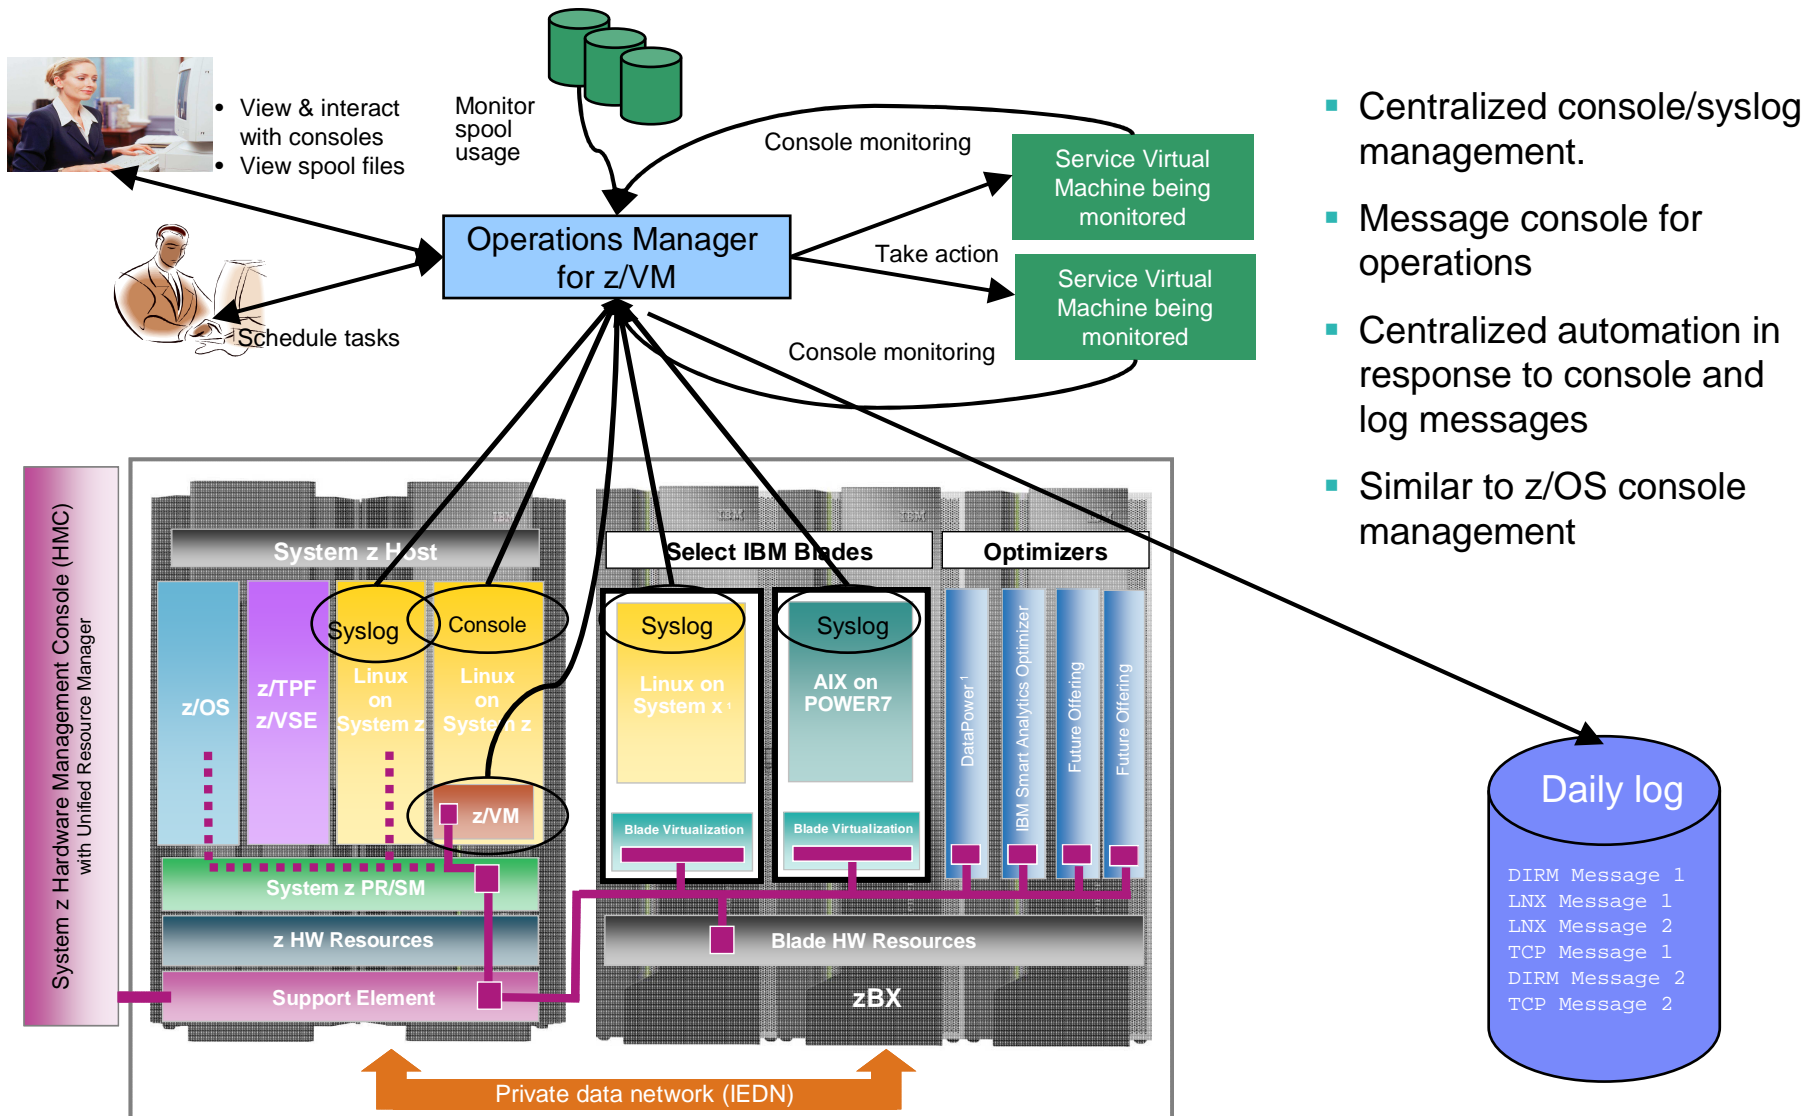 • View & interact
with consoles
• View spool files
Monitor
spool
usage
Console monitoring
Service Virtual
Machine being
monitored
Operations Manager
for z/VM
Take action
Service Virtual
Machine being
monitored
Schedule tasks
Console monitoring
Centralized console/syslog
management.
Message console for
operations
Centralized automation in
response to console and
log messages
Similar to z/OS console
management
System z Hardware Management Console (HMC)
with Unified Resource Manager
IBM
IBM
IBM
IBM
System z Host
Select IBM Blades
Optimizers
z/OS
z/TPF
z/VSE
Syslog
Linux
on
System z
Console
Linux
on
System z
z/VM
Syslog
Linux on
System x 1
Blade Virtualization
Syslog
AIX on
POWER7
Blade Virtualization
DataPower 1
IBM Smart Analytics Optimizer
Future Offering
Future Offering
System z PR/SM
z HW Resources
Support Element
Blade HW Resources
zBX
Private data network (IEDN)
Daily log
DIRM Message 1
LNX Message 1
LNX Message 2
TCP Message 1
DIRM Message 2
TCP Message 2